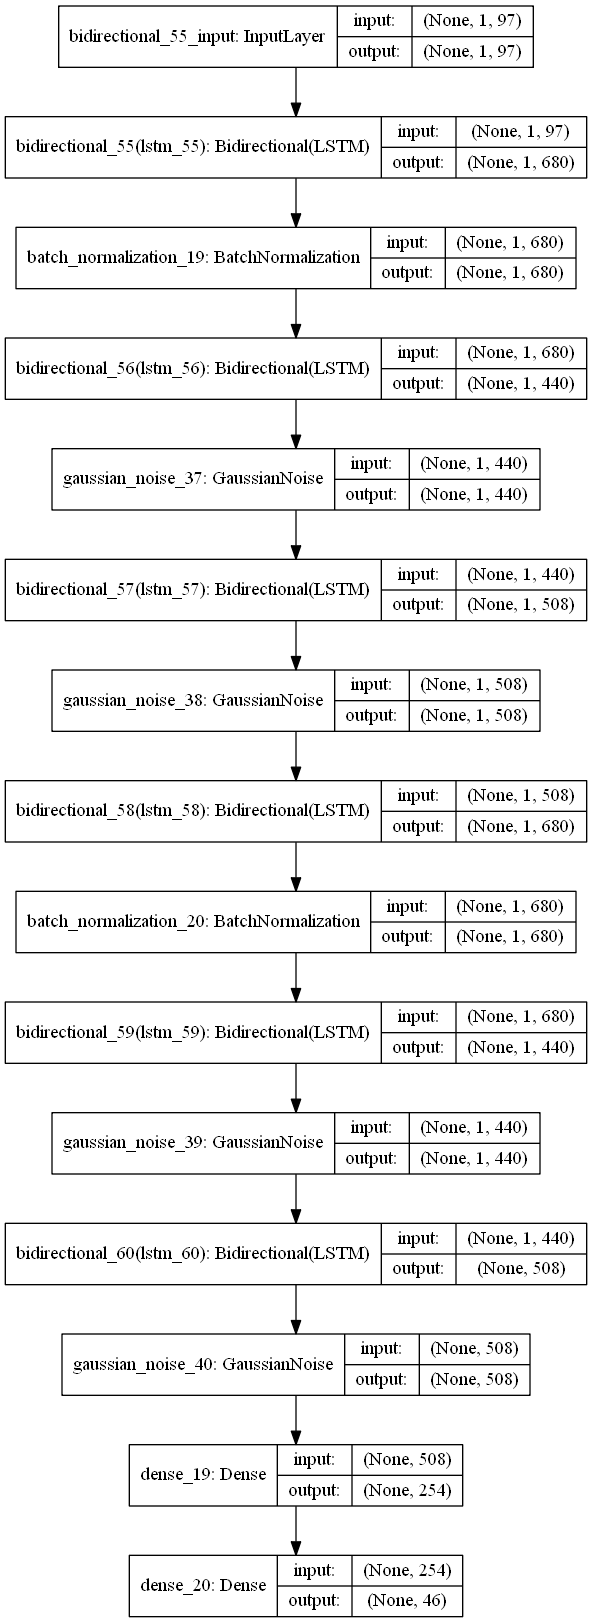 bidirectional_55_input: InputLayer
input: (None, 1, 97)
output: (None, 1, 97)
bidirectional_55(lstm_55): Bidirectional(LSTM)
input: (None, 1, 97)
output: (None, 1, 680)
batch_normalization_19: BatchNormalization
input: (None, 1, 680)
output: (None, 1, 680)
bidirectional_56(lstm_56): Bidirectional(LSTM)
input: (None, 1, 680)
output: (None, 1, 440)
gaussian_noise_37: GaussianNoise
input: (None, 1, 440)
output: (None, 1, 440)
bidirectional_57(lstm_57): Bidirectional(LSTM)
input: (None, 1, 440)
output: (None, 1, 508)
gaussian_noise_38: GaussianNoise
input: (None, 1, 508)
output: (None, 1, 508)
bidirectional_58(lstm_58): Bidirectional(LSTM)
input: (None, 1, 508)
output: (None, 1, 680)
batch_normalization_20: BatchNormalization
input: (None, 1, 680)
output: (None, 1, 680)
bidirectional_59(lstm_59): Bidirectional(LSTM)
input: (None, 1, 680)
output: (None, 1, 440)
gaussian_noise_39: GaussianNoise
input: (None, 1, 440)
output: (None, 1, 440)
bidirectional_60(lstm_60): Bidirectional(LSTM)
input: (None, 1, 440)
output: (None, 508)
gaussian_noise_40: GaussianNoise
input: (None, 508)
output: (None, 508)
dense_19: Dense
input: (None, 508)
output: (None, 254)
dense_20: Dense
input: (None, 254)
output: (None, 46)